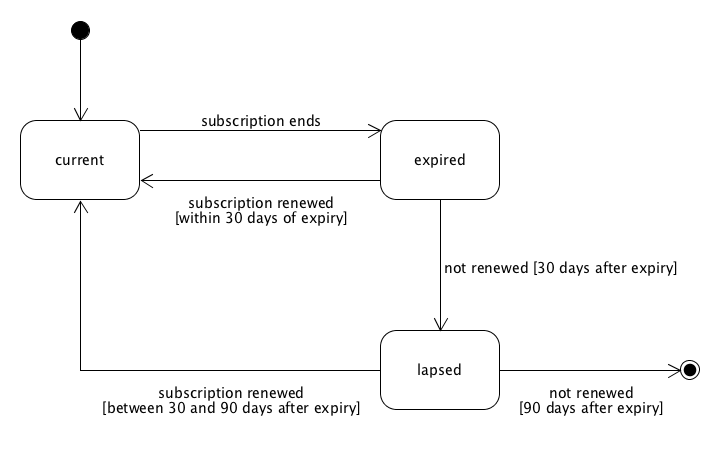 subscription ends
current
expired
subscription renewed
[within 30 days of expiry]
not renewed [30 days after expiry]
lapsed
subscription renewed
[between 30 and 90 days after expiry]
not renewed
[90 days after expiry]